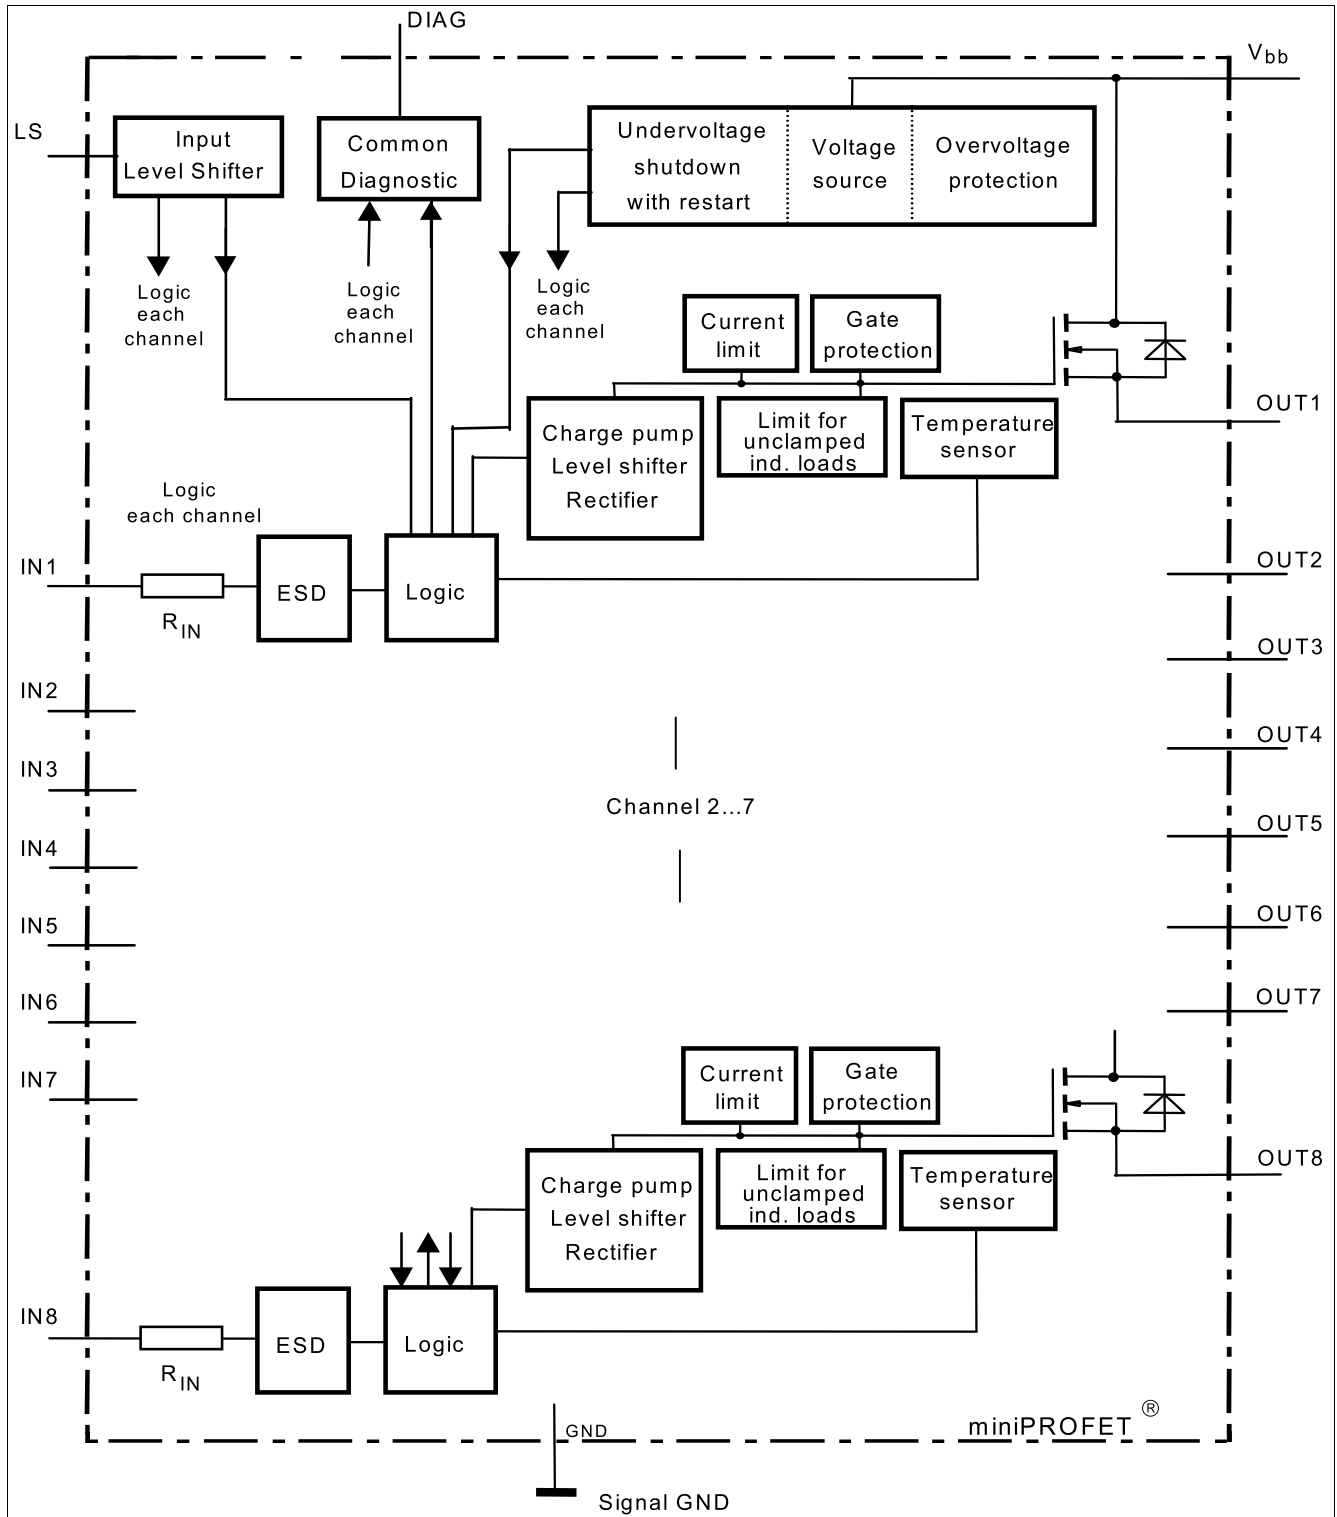 DIAG
Vbb
LS
Input
Level Shifter
Common
Diagnostic
Undervoltage
shutdown
with restart
Voltage
source
Overvoltage
protection
Logic
each
channel
Logic
each
channel
Logic
each
channel
Current
limit
Gate
protection
OUT1
Charge pump
Level shifter
Rectifier
Limit for
unclamped
ind. loads
Temperature
sensor
Logic
each channel
IN1
RIN
ESD
Logic
OUT2
OUT3
IN2
OUT4
IN3
Channel 2...7
OUT5
IN4
OUT6
IN5
OUT7
IN6
IN7
Current
limit
Gate
protection
OUT8
Charge pump
Level shifter
Rectifier
Limit for
unclamped
ind. loads
Temperature
sensor
IN8
RIN
ESD
Logic
miniPROFET ®
GND
Signal GND